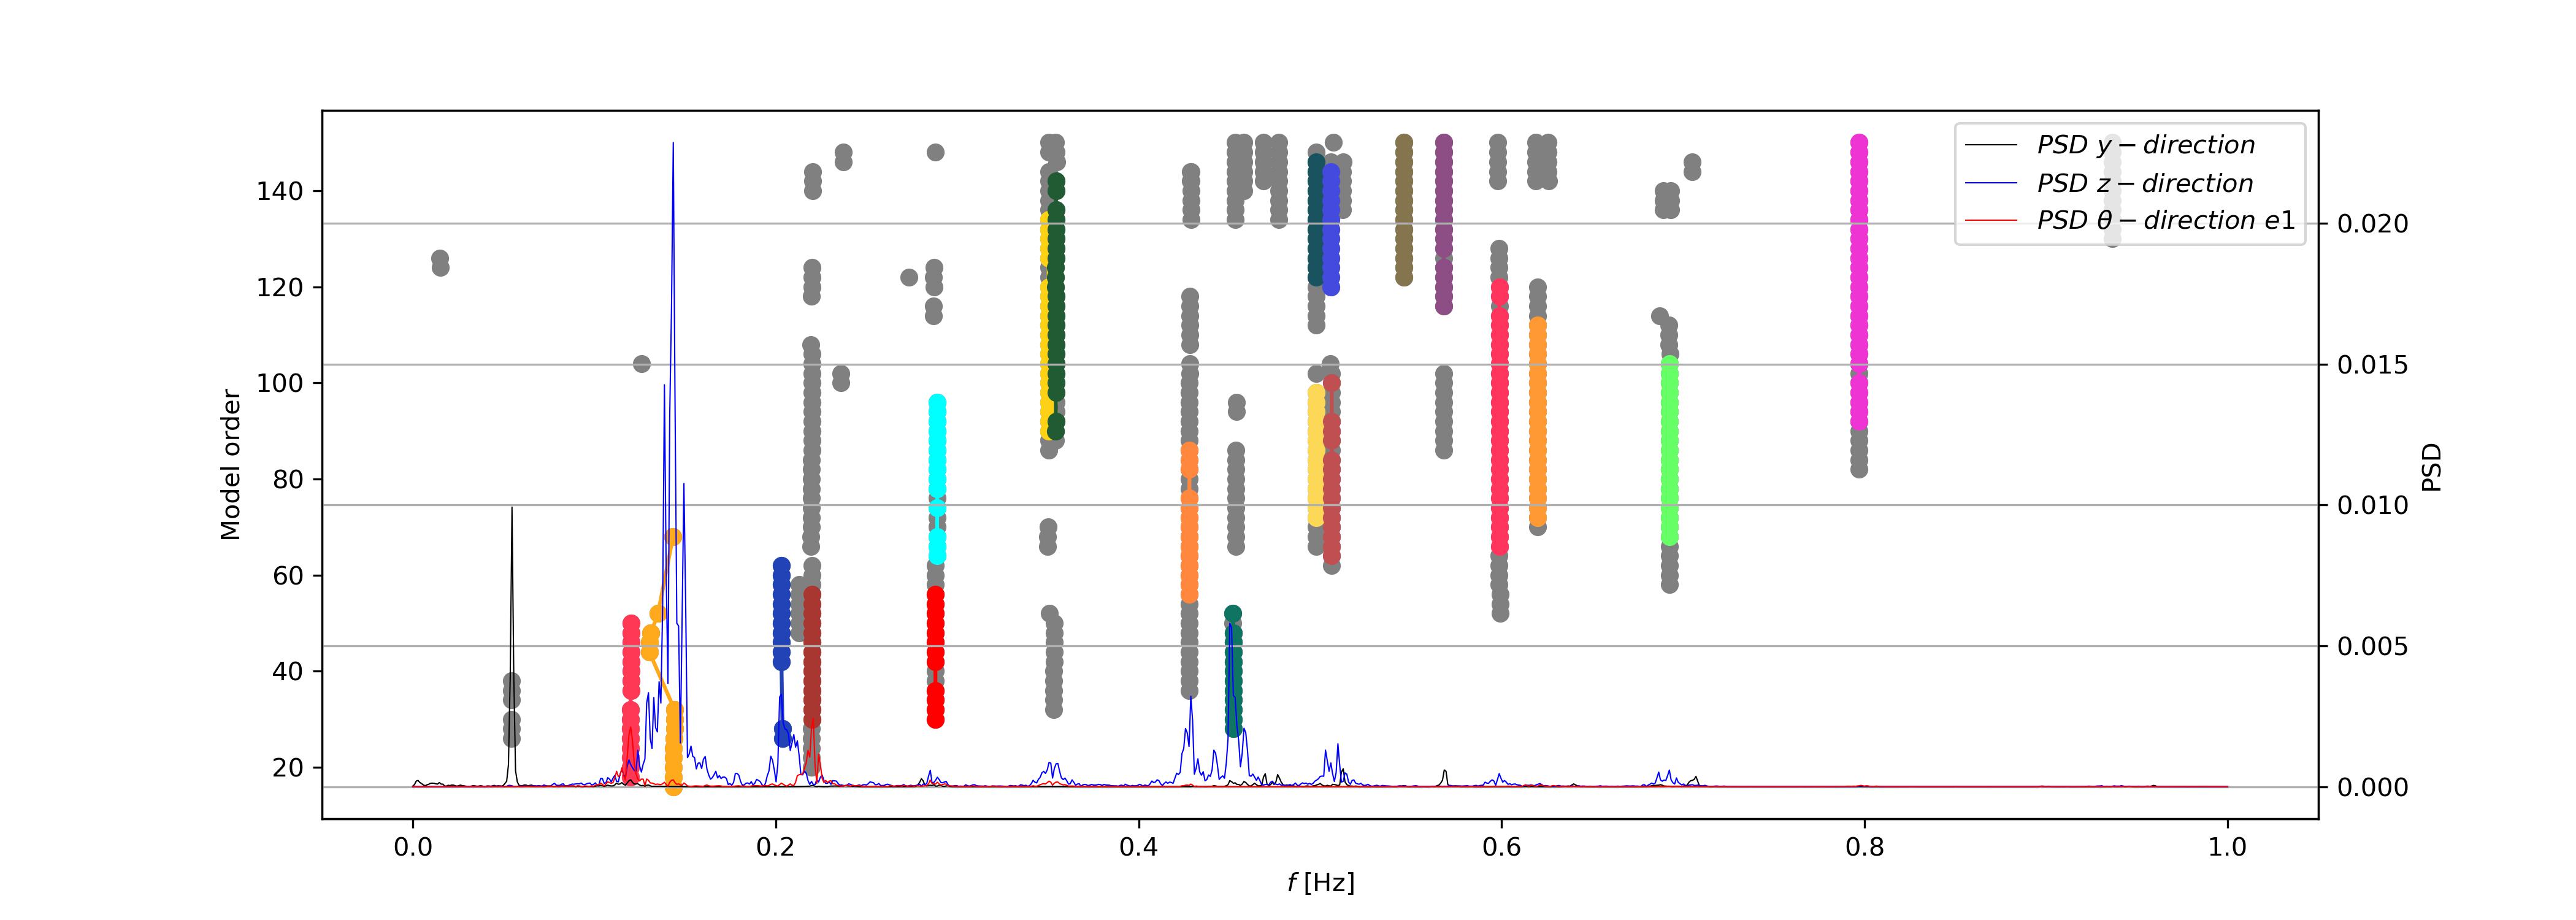 PSD y − direction
PSD z − direction
PSD θ − direction e1
140
120
100
80
60
40
20
Model order
0.020
0.015
0.010
0.005
0.000
PSD
0.0 0.2 0.4 0.6 0.8 1.0
f [Hz]